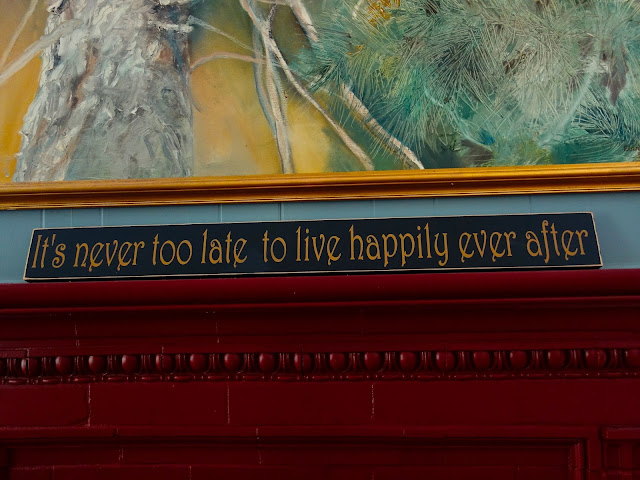 It's never too late to live happily ever after